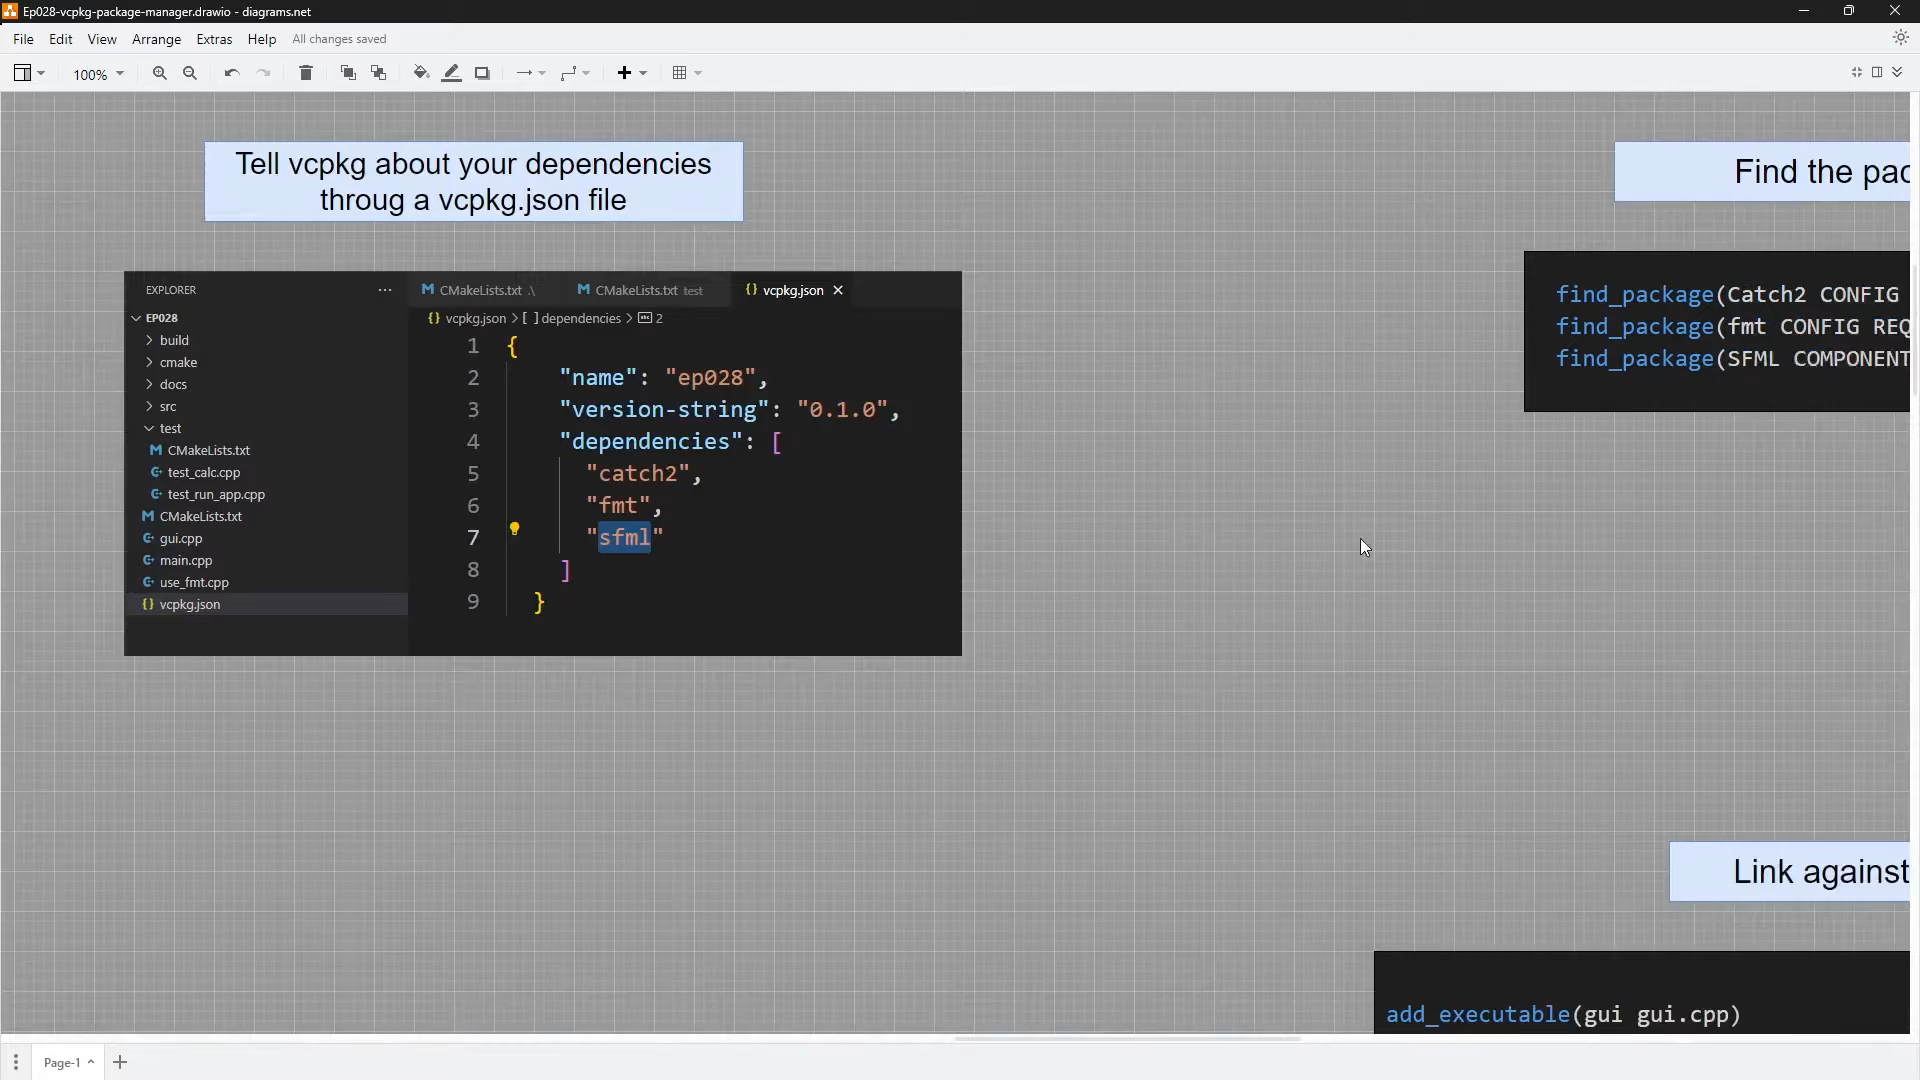 Ep028-vcpkg-package-manager.drawio - diagrams.net
File Edit View Arrange Extras Help All changes saved
100%
Tell vcpkg about your dependencies
throug a vcpkg.json file
EXPLORER
EP028
build
cmake
docs
src
test
CMakeLists.txt
test_calc.cpp
test_run_app.cpp
CMakeLists.txt
gui.cpp
main.cpp
use_fmt.cpp
vcpkg.json
CMakeLists.txt .\
CMakeLists.txt test
{} vcpkg.json
{} vcpkg.json > [ ] dependencies > abc 2
1 {
2 "name": "ep028",
3 "version-string": "0.1.0",
4 "dependencies": [
5 "catch2",
6 "fmt",
7 "sfml"
8 ]
9 }
Find the pac
find_package(Catch2 CONFIG
find_package(fmt CONFIG REQ
find_package(SFML COMPONENT
Link against
add_executable(gui gui.cpp)
Page-1